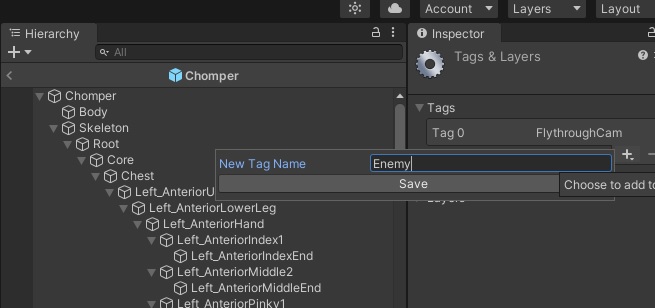 Account
Layers
Layout
Hierarchy
Inspector
All
Tags & Layers
Chomper
Chomper
Tags
Body
Tag 0
FlythroughCam
Skeleton
Root
Core
New Tag Name
Enemy
Chest
Save
Choose to add to
Left_AnteriorU
Left_AnteriorLowerLeg
Left_AnteriorHand
Left_AnteriorIndex1
Left_AnteriorIndexEnd
Left_AnteriorMiddle2
Left_AnteriorMiddleEnd
Left_AnteriorPinky1